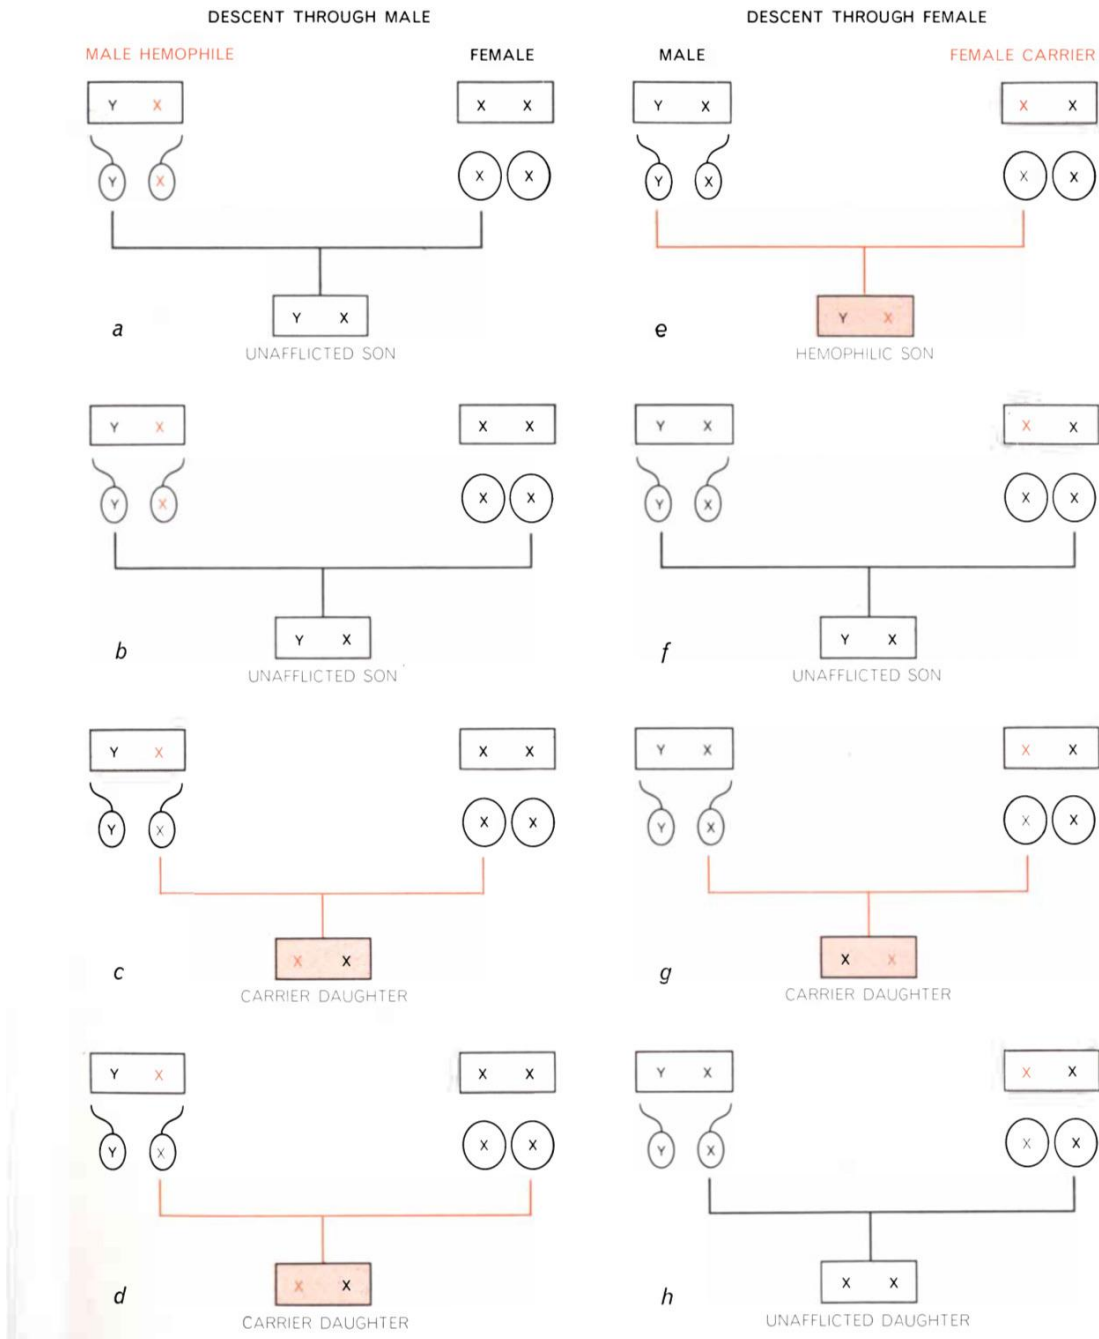 DESCENT THROUGH MALE
MALE HEMOPHILE FEMALE
Y X X X
Y X X X
Y X
a
UNAFFLICTED SON
Y X X X
Y X X X
Y X
b
UNAFFLICTED SON
Y X X X
Y X X X
X X
c
CARRIER DAUGHTER
Y X X X
Y X X X
X X
d
CARRIER DAUGHTER
DESCENT THROUGH FEMALE
MALE FEMALE CARRIER
Y X X X
Y X X X
Y X
e
HEMOPHILIC SON
Y X X X
Y X X X
Y X
f
UNAFFLICTED SON
Y X X X
Y X X X
X X
g
CARRIER DAUGHTER
Y X X X
Y X X X
X X
h
UNAFFLICTED DAUGHTER